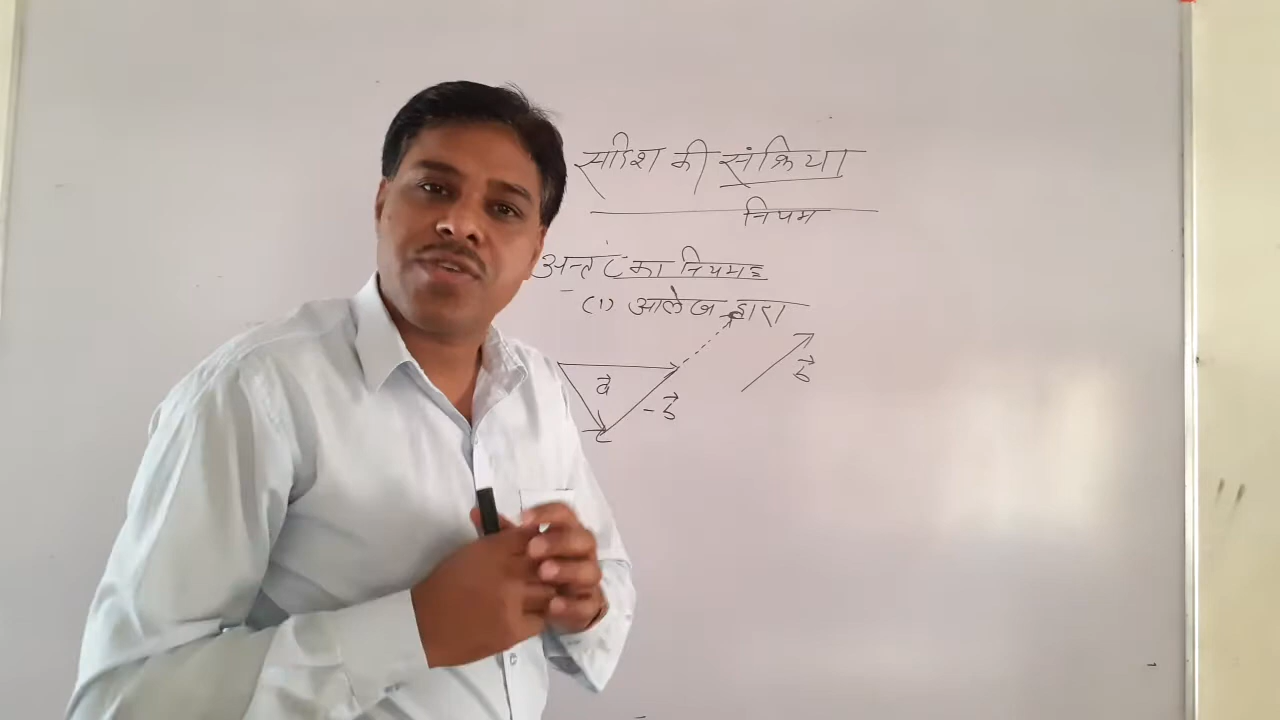 सदिश की संक्रिया
नियम
अन्तर का नियमः
(1) आलेख द्वारा
a⃗
-b⃗
b⃗